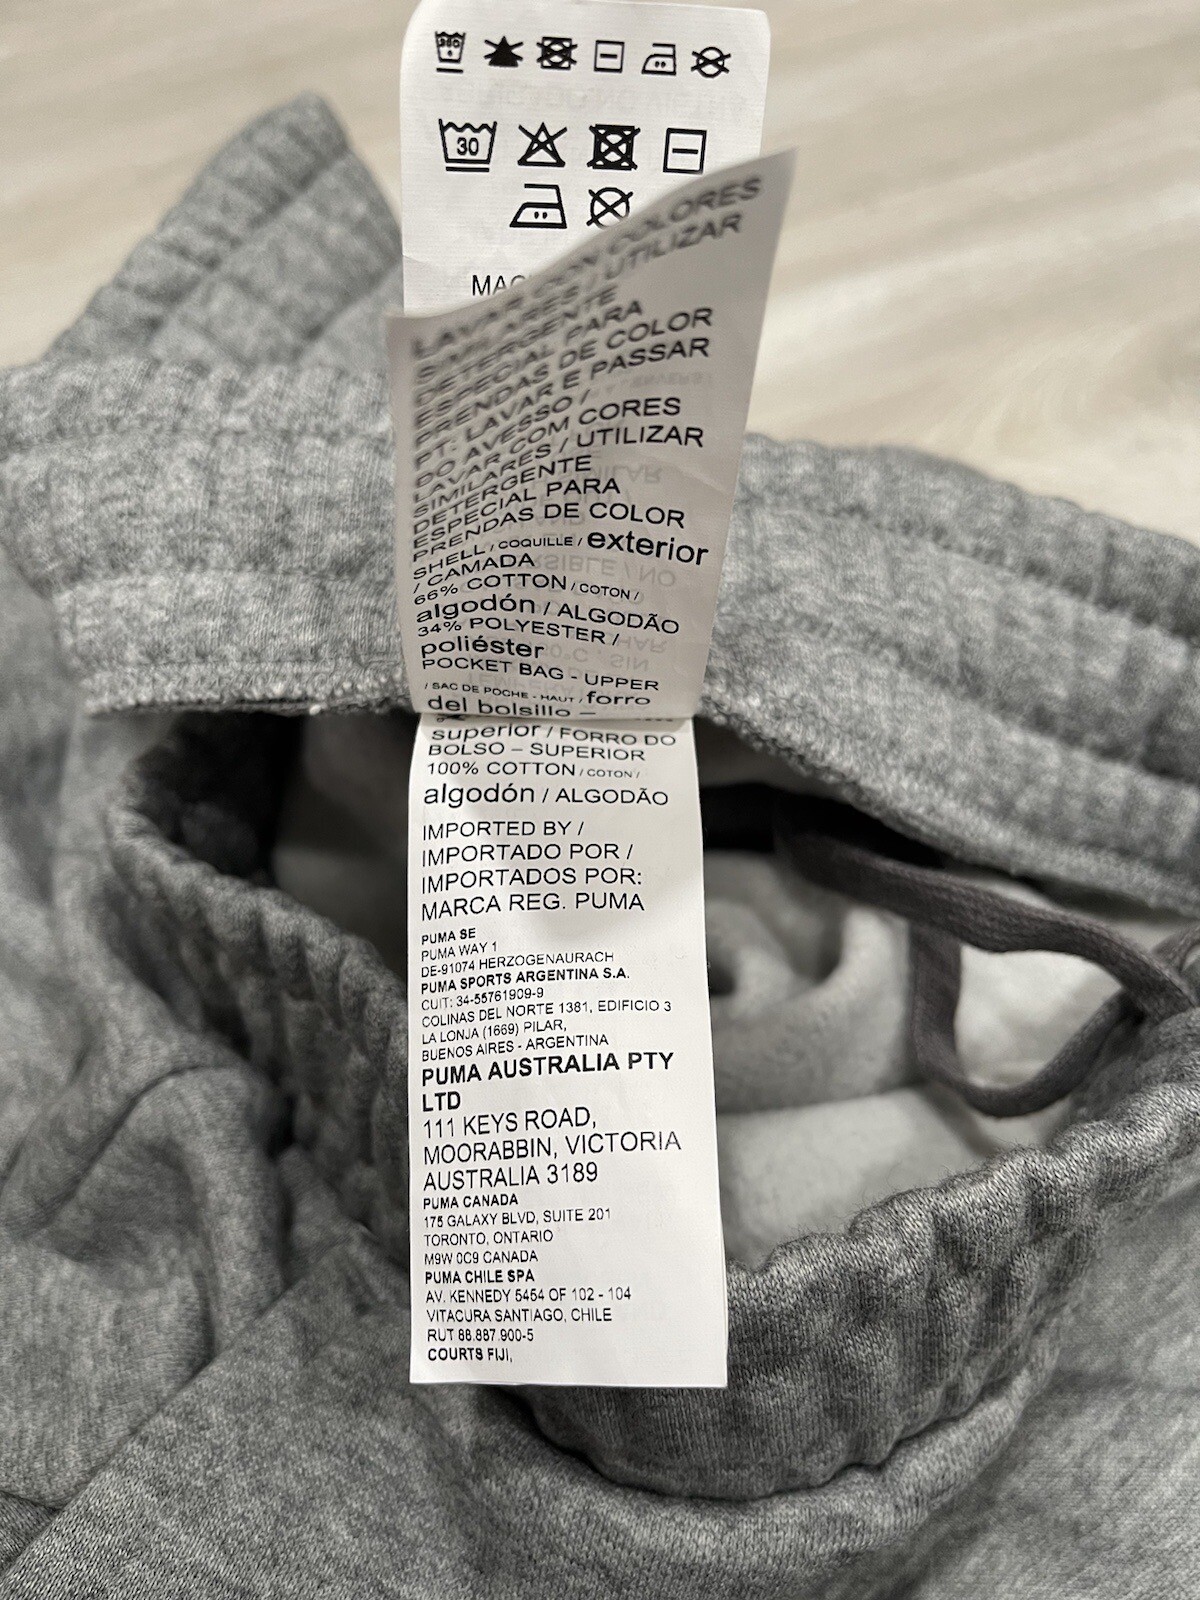 30
MAC
LAVAR CON COLORES
SIMILARES / UTILIZAR
DETERGENTE
ESPECIAL PARA
PRENDAS DE COLOR
PT: LAVAR E PASSAR
DO AVESSO /
LAVAR COM CORES
SIMILARES / UTILIZAR
DETERGENTE
ESPECIAL PARA
PRENDAS DE COLOR
SHELL / COQUILLE / exterior
/ CAMADA
66% COTTON / COTON /
algodón / ALGODÃO
34% POLYESTER /
poliéster
POCKET BAG - UPPER
/ SAC DE POCHE - HAUT / forro
del bolsillo –
superior / FORRO DO
BOLSO – SUPERIOR
100% COTTON / COTON /
algodón / ALGODÃO
IMPORTED BY /
IMPORTADO POR /
IMPORTADOS POR:
MARCA REG. PUMA
PUMA SE
PUMA WAY 1
DE-91074 HERZOGENAURACH
PUMA SPORTS ARGENTINA S.A.
CUIT: 34-55761909-9
COLINAS DEL NORTE 1381, EDIFICIO 3
LA LONJA (1669) PILAR,
BUENOS AIRES - ARGENTINA
PUMA AUSTRALIA PTY
LTD
111 KEYS ROAD,
MOORABBIN, VICTORIA
AUSTRALIA 3189
PUMA CANADA
175 GALAXY BLVD, SUITE 201
TORONTO, ONTARIO
M9W 0C9 CANADA
PUMA CHILE SPA
AV. KENNEDY 5454 OF 102 - 104
VITACURA SANTIAGO, CHILE
RUT 88.887.900-5
COURTS FIJI,